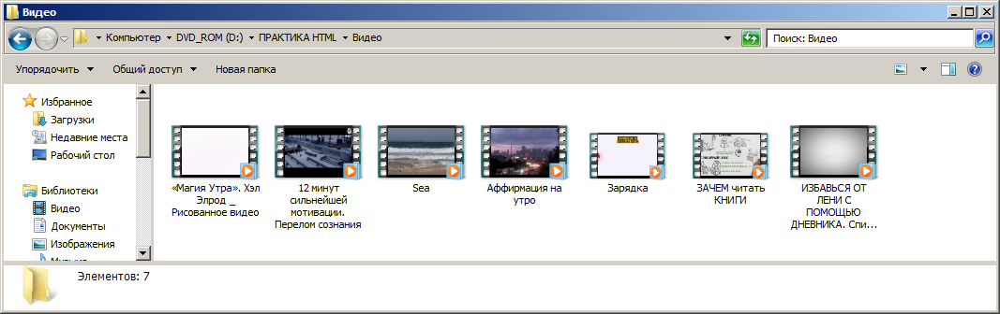 Видео
Компьютер DVD_ROM (D:) ПРАКТИКА HTML Видео
Поиск: Видео
Упорядочить Общий доступ Новая папка
Избранное
Загрузки
Недавние места
Рабочий стол
Библиотеки
Видео
Документы
Изображения
«Магия Утра». Хэл
Элрод _
Рисованное видео
12 минут
сильнейшей
мотивации.
Перелом сознания
Sea
Аффирмация на
утро
Зарядка
ЗАЧЕМ читать
КНИГИ
ИЗБАВЬСЯ ОТ
ЛЕНИ С
ПОМОЩЬЮ
ДНЕВНИКА. Спи...
Элементов: 7